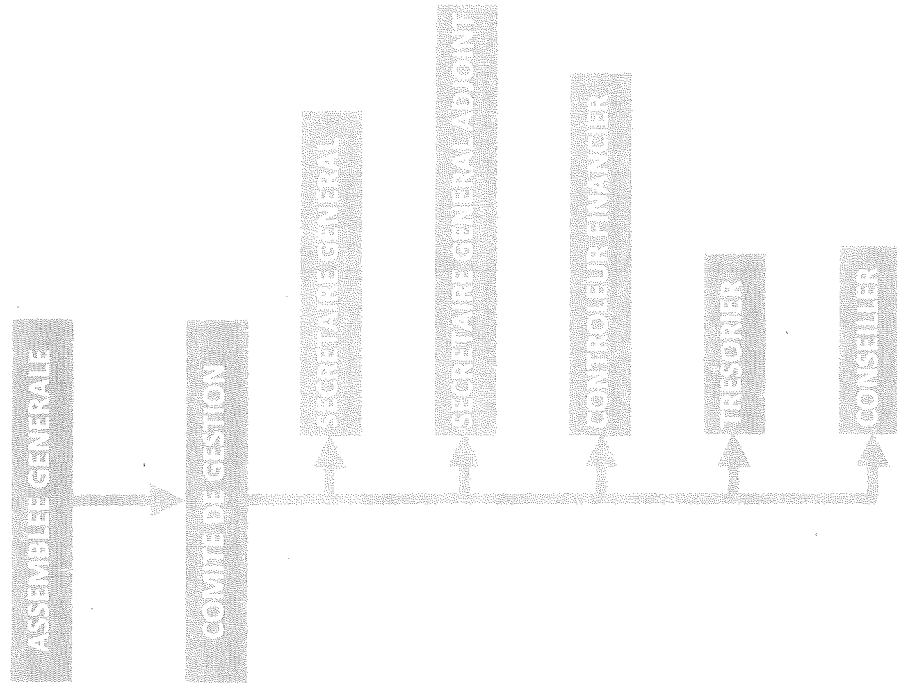 ASSEMBLEE GENERALE
COMITE DE GESTION
SECRETAIRE GENERAL
SECRETAIRE GENERAL ADJOINT
CONTROLEUR FINANCIER
TRESORIER
CONSEILLER